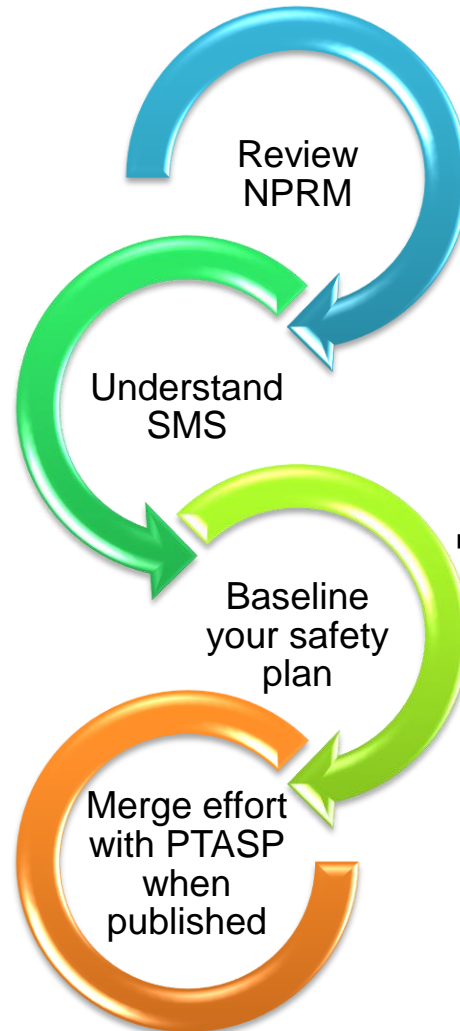 Review
NPRM
Understand
SMS
Baseline
your safety
plan
Merge effort
with PTASP
when
published